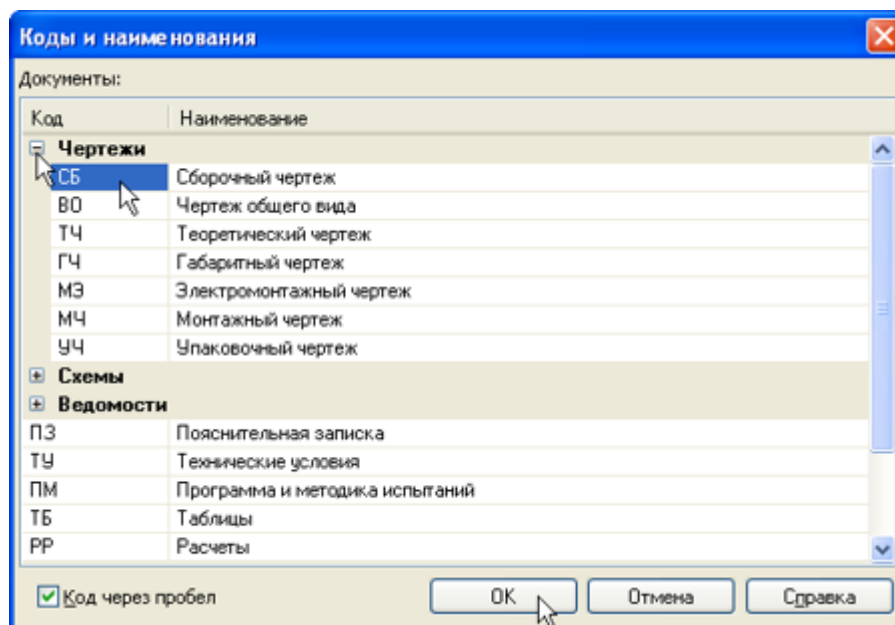 Коды и наименования
Документы:
Код Наименование
Чертежи
СБ Сборочный чертеж
ВО Чертеж общего вида
ТЧ Теоретический чертеж
ГЧ Габаритный чертеж
МЭ Электромонтажный чертеж
МЧ Монтажный чертеж
УЧ Упаковочный чертеж
Схемы
Ведомости
ПЗ Пояснительная записка
ТУ Технические условия
ПМ Программа и методика испытаний
ТБ Таблицы
РР Расчеты
Код через пробел OK Отмена Справка